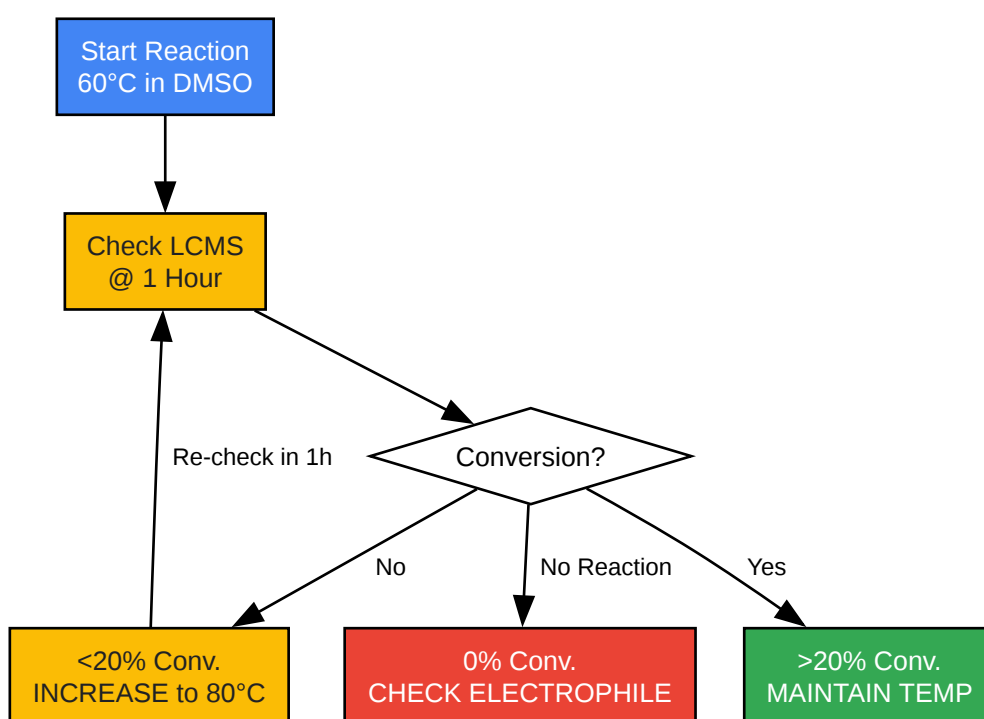 Start Reaction
60°C in DMSO
Check LCMS
@ 1 Hour
Conversion?
Re-check in 1h
No
No Reaction
Yes
<20% Conv.
INCREASE to 80°C
0% Conv.
CHECK ELECTROPHILE
>20% Conv.
MAINTAIN TEMP